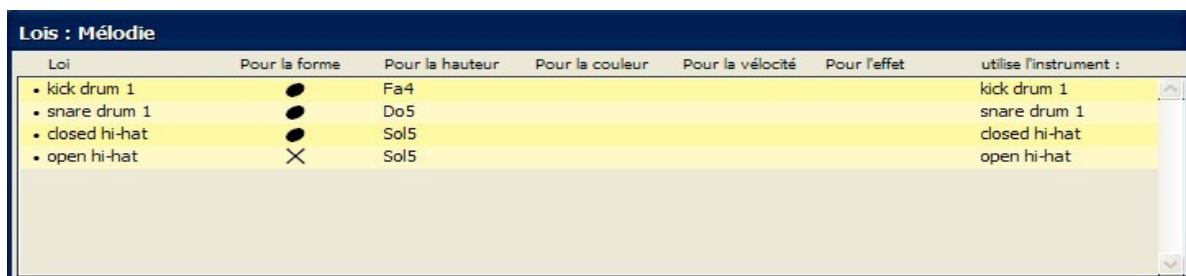 Lois : Mélodie
Loi Pour la forme Pour la hauteur Pour la couleur Pour la vélocité Pour l'effet utilise l'instrument :
• kick drum 1 Fa4 kick drum 1
• snare drum 1 Do5 snare drum 1
• closed hi-hat Sol5 closed hi-hat
• open hi-hat Sol5 open hi-hat